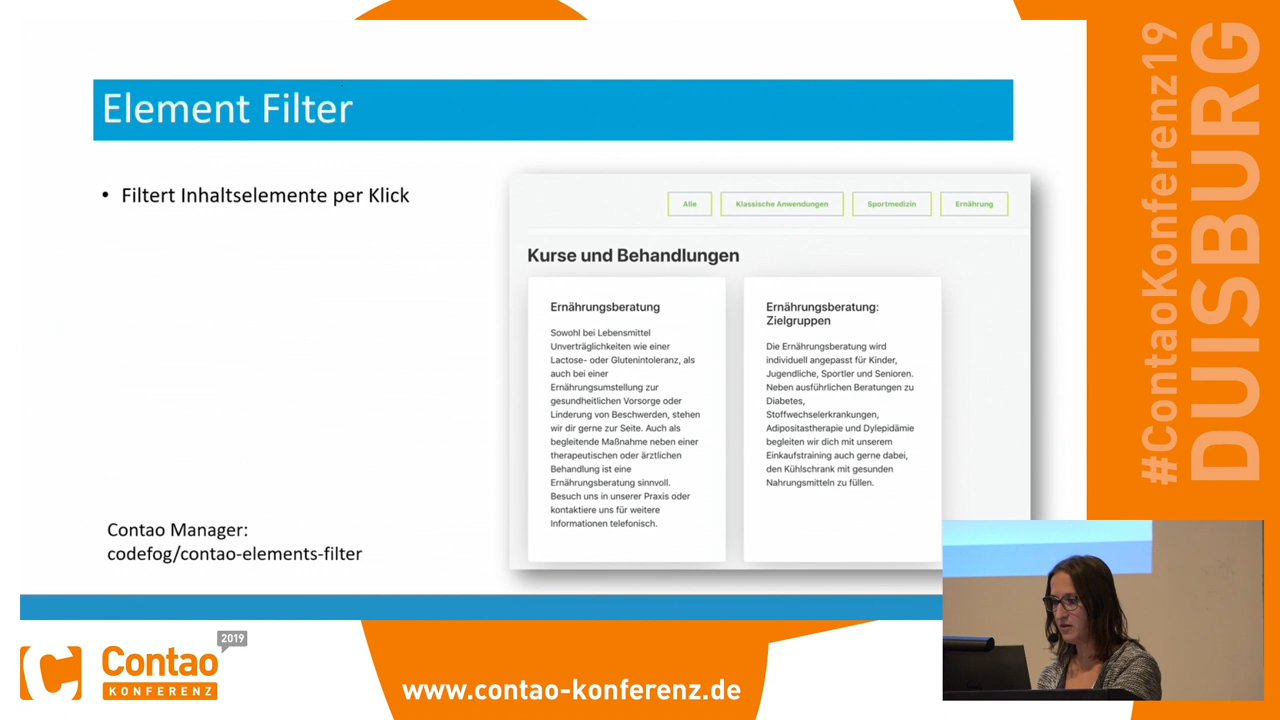 Element Filter
• Filtert Inhaltselemente per Klick
Alle
Klassische Anwendungen
Sportmedizin
Ernährung
Kurse und Behandlungen
Ernährungsberatung
Sowohl bei Lebensmittel
Unverträglichkeiten wie einer
Lactose- oder Glutenintoleranz, als
auch bei einer
Ernährungsumstellung zur
gesundheitlichen Vorsorge oder
Linderung von Beschwerden, stehen
wir dir gerne zur Seite. Auch als
begleitende Maßnahme neben einer
therapeutischen oder ärztlichen
Behandlung ist eine
Ernährungsberatung sinnvoll.
Besuch uns in unserer Praxis oder
kontaktiere uns für weitere
Informationen telefonisch.
Ernährungsberatung:
Zielgruppen
Die Ernährungsberatung wird
individuell angepasst für Kinder,
Jugendliche, Sportler und Senioren.
Neben ausführlichen Beratungen zu
Diabetes,
Stoffwechselerkrankungen,
Adipositastherapie und Dylepidämie
begleiten wir dich mit unserem
Einkaufstraining auch gerne dabei,
den Kühlschrank mit gesunden
Nahrungsmitteln zu füllen.
Contao Manager:
codefog/contao-elements-filter
#ContaoKonferenz19
DUISBURG
2019
Contao
KONFERENZ
www.contao-konferenz.de